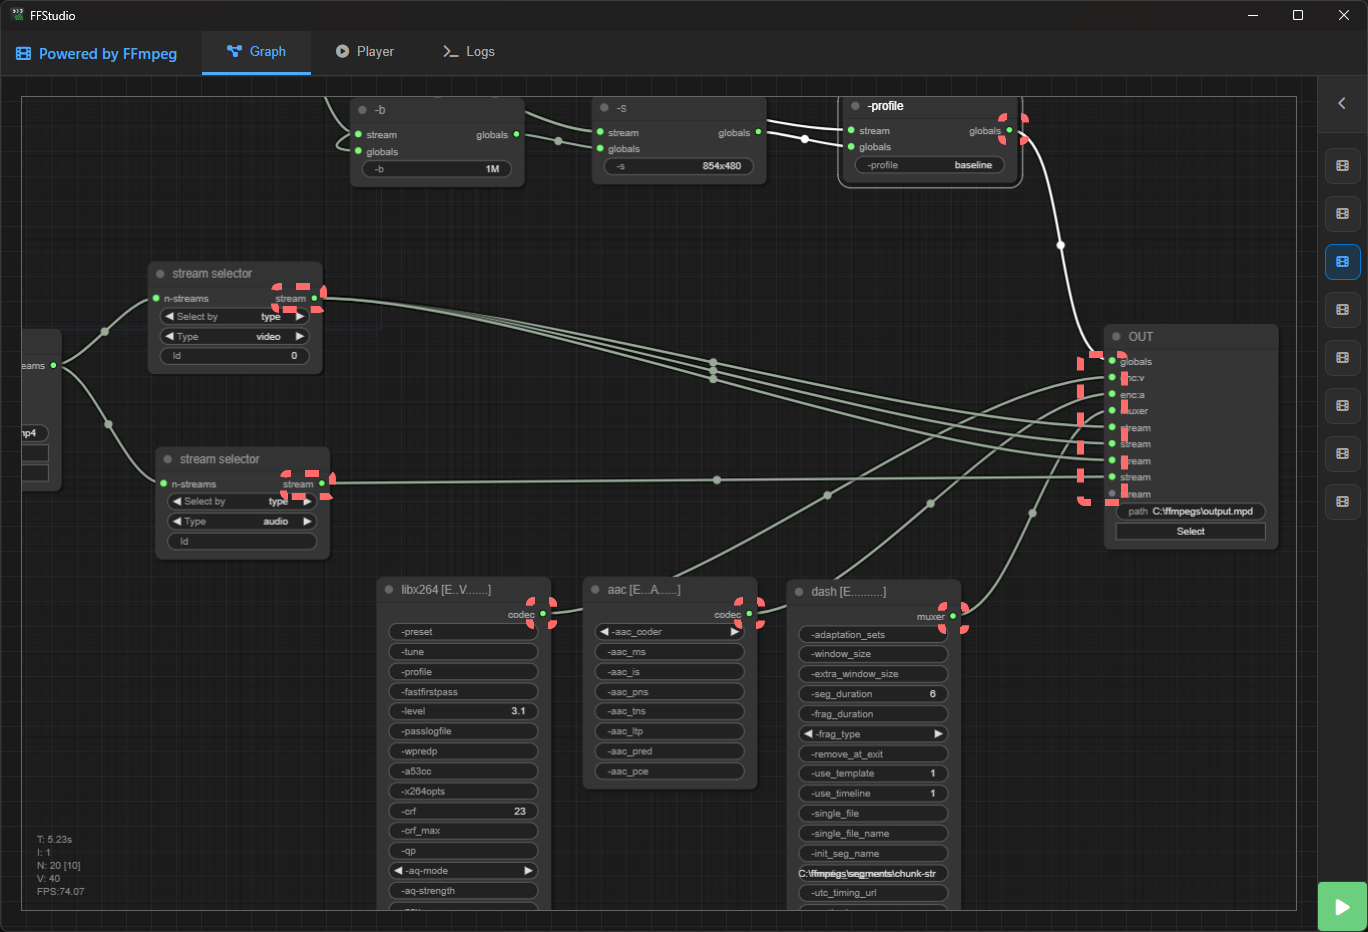 FFStudio
Powered by FFmpeg
Graph
Player
Logs
-b
stream
globals
globals
-b 1M
-s
stream
globals
globals
-s 854x480
-profile
stream
globals
globals
-profile baseline
stream selector
n-streams
stream
Select by type
Type video
Id 0
eams
mp4
stream selector
n-streams
stream
Select by type
Type audio
Id
OUT
globals
enc:v
enc:a
muxer
stream
stream
stream
stream
stream
path C:\ffmpegs\output.mpd
Select
libx264 [E..V.......]
codec
-preset
-tune
-profile
-fastfirstpass
-level 3.1
-passlogfile
-wpredp
-a53cc
-x264opts
-crf 23
-crf_max
-qp
-aq-mode
-aq-strength
aac [E...A......]
codec
-aac_coder
-aac_ms
-aac_is
-aac_pns
-aac_tns
-aac_ltp
-aac_pred
-aac_pce
dash [E..........]
muxer
-adaptation_sets
-window_size
-extra_window_size
-seg_duration 6
-frag_duration
-frag_type
-remove_at_exit
-use_template 1
-use_timeline 1
-single_file
-single_file_name
-init_seg_name
C:\ffmpegs\segments\chunk-str
-utc_timing_url
T: 5.23s
I: 1
N: 20 [10]
V: 40
FPS:74.07